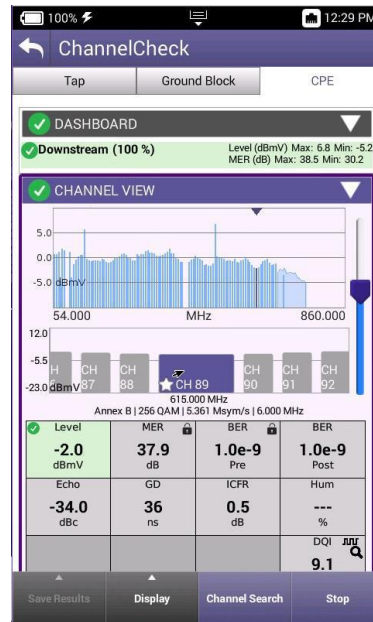 100% 12:29 PM
ChannelCheck
Tap Ground Block CPE
DASHBOARD
Downstream (100 %) Level (dBmV) Max: 6.8 Min: -5.2
MER (dB) Max: 38.5 Min: 30.2
CHANNEL VIEW
5.0
0.0
-5.0 dBmV
54.000 MHz 860.000
12.0
-5.5
-23.0 dBmV
H CH CH CH 89 CH CH CH
87 88 90 91 92
615.000 MHz
Annex B | 256 QAM | 5.361 Msym/s | 6.000 MHz
Level MER BER BER
-2.0 37.9 1.0e-9 1.0e-9
dBmV dB Pre Post
Echo GD ICFR Hum
-34.0 36 0.5 ---
dBc ns dB %
DQI
9.1
Save Results Display Channel Search Stop